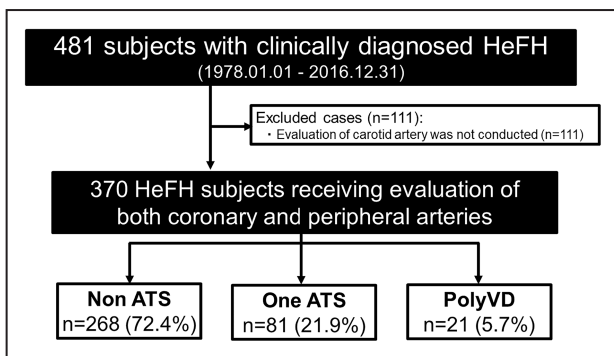 481 subjects with clinically diagnosed HeFH
(1978.01.01 - 2016.12.31)
Excluded cases (n=111):
・Evaluation of carotid artery was not conducted (n=111)
370 HeFH subjects receiving evaluation of
both coronary and peripheral arteries
Non ATS
n=268 (72.4%)
One ATS
n=81 (21.9%)
PolyVD
n=21 (5.7%)